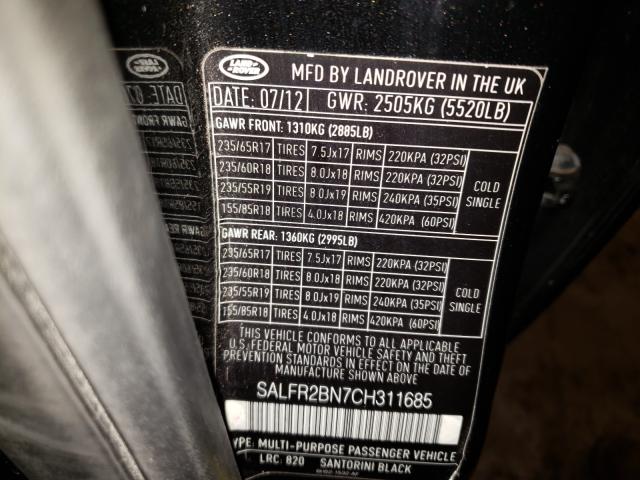 LAND ROVER
MFD BY LANDROVER IN THE UK
DATE: 07/12 GWR: 2505KG (5520LB)
GAWR FRONT: 1310KG (2885LB)
235/65R17 TIRES 7.5Jx17 RIMS 220KPA (32PSI)
235/60R18 TIRES 8.0Jx18 RIMS 220KPA (32PSI)
235/55R19 TIRES 8.0Jx19 RIMS 240KPA (35PSI)
155/85R18 TIRES 4.0Jx18 RIMS 420KPA (60PSI)
COLD
SINGLE
GAWR REAR: 1360KG (2995LB)
235/65R17 TIRES 7.5Jx17 RIMS 220KPA (32PSI)
235/60R18 TIRES 8.0Jx18 RIMS 220KPA (32PSI)
235/55R19 TIRES 8.0Jx19 RIMS 240KPA (35PSI)
155/85R18 TIRES 4.0Jx18 RIMS 420KPA (60PSI)
COLD
SINGLE
THIS VEHICLE CONFORMS TO ALL APPLICABLE
U.S. FEDERAL MOTOR VEHICLE SAFETY AND THEFT
PREVENTION STANDARDS IN EFFECT ON THE DATE
OF MANUFACTURE SHOWN ABOVE
SALFR2BN7CH311685
TYPE: MULTI-PURPOSE PASSENGER VEHICLE
LRC: 820 SANTORINI BLACK